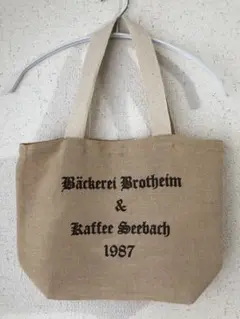 Bäckerei Brotheim
&
Kaffee Seebach
1987